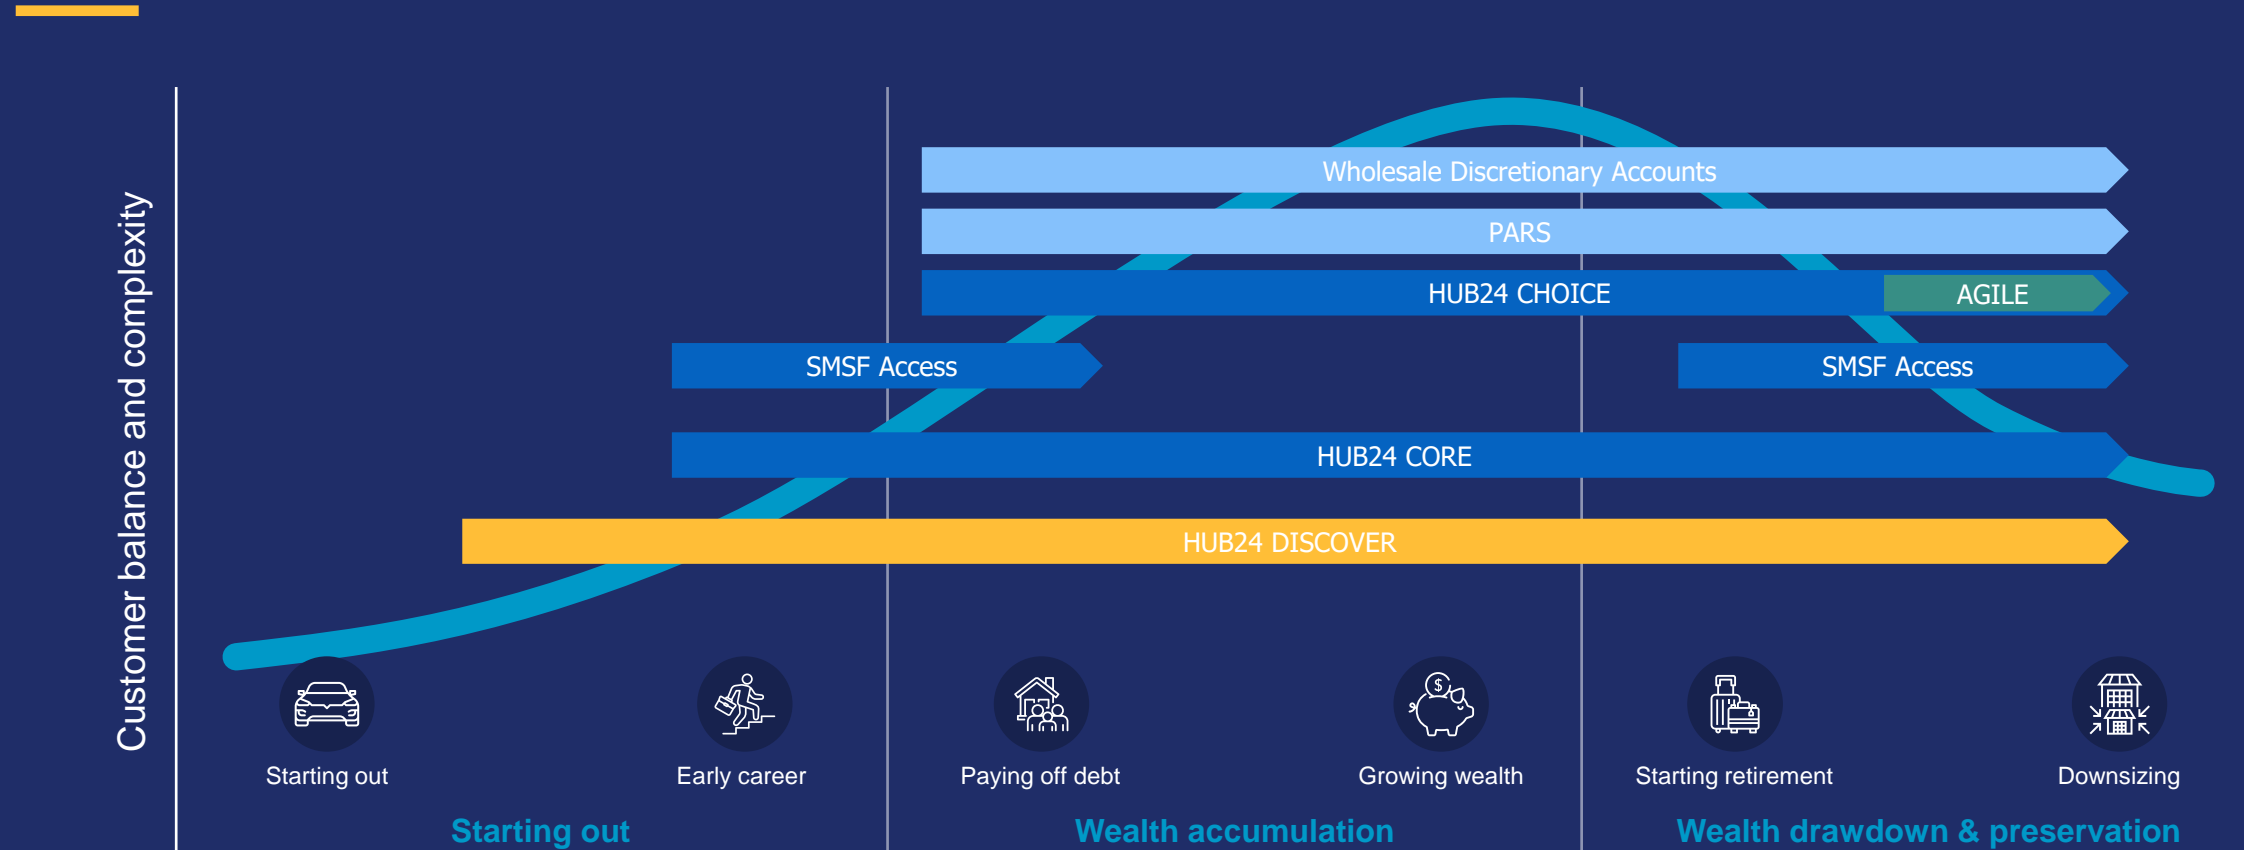 Customer balance and complexity
Wholesale Discretionary Accounts
PARS
HUB24 CHOICE
AGILE
SMSF Access
SMSF Access
HUB24 CORE
HUB24 DISCOVER
$
Starting out
Early career
Paying off debt
Growing wealth
Starting retirement
Downsizing
Starting out
Wealth accumulation
Wealth drawdown & preservation